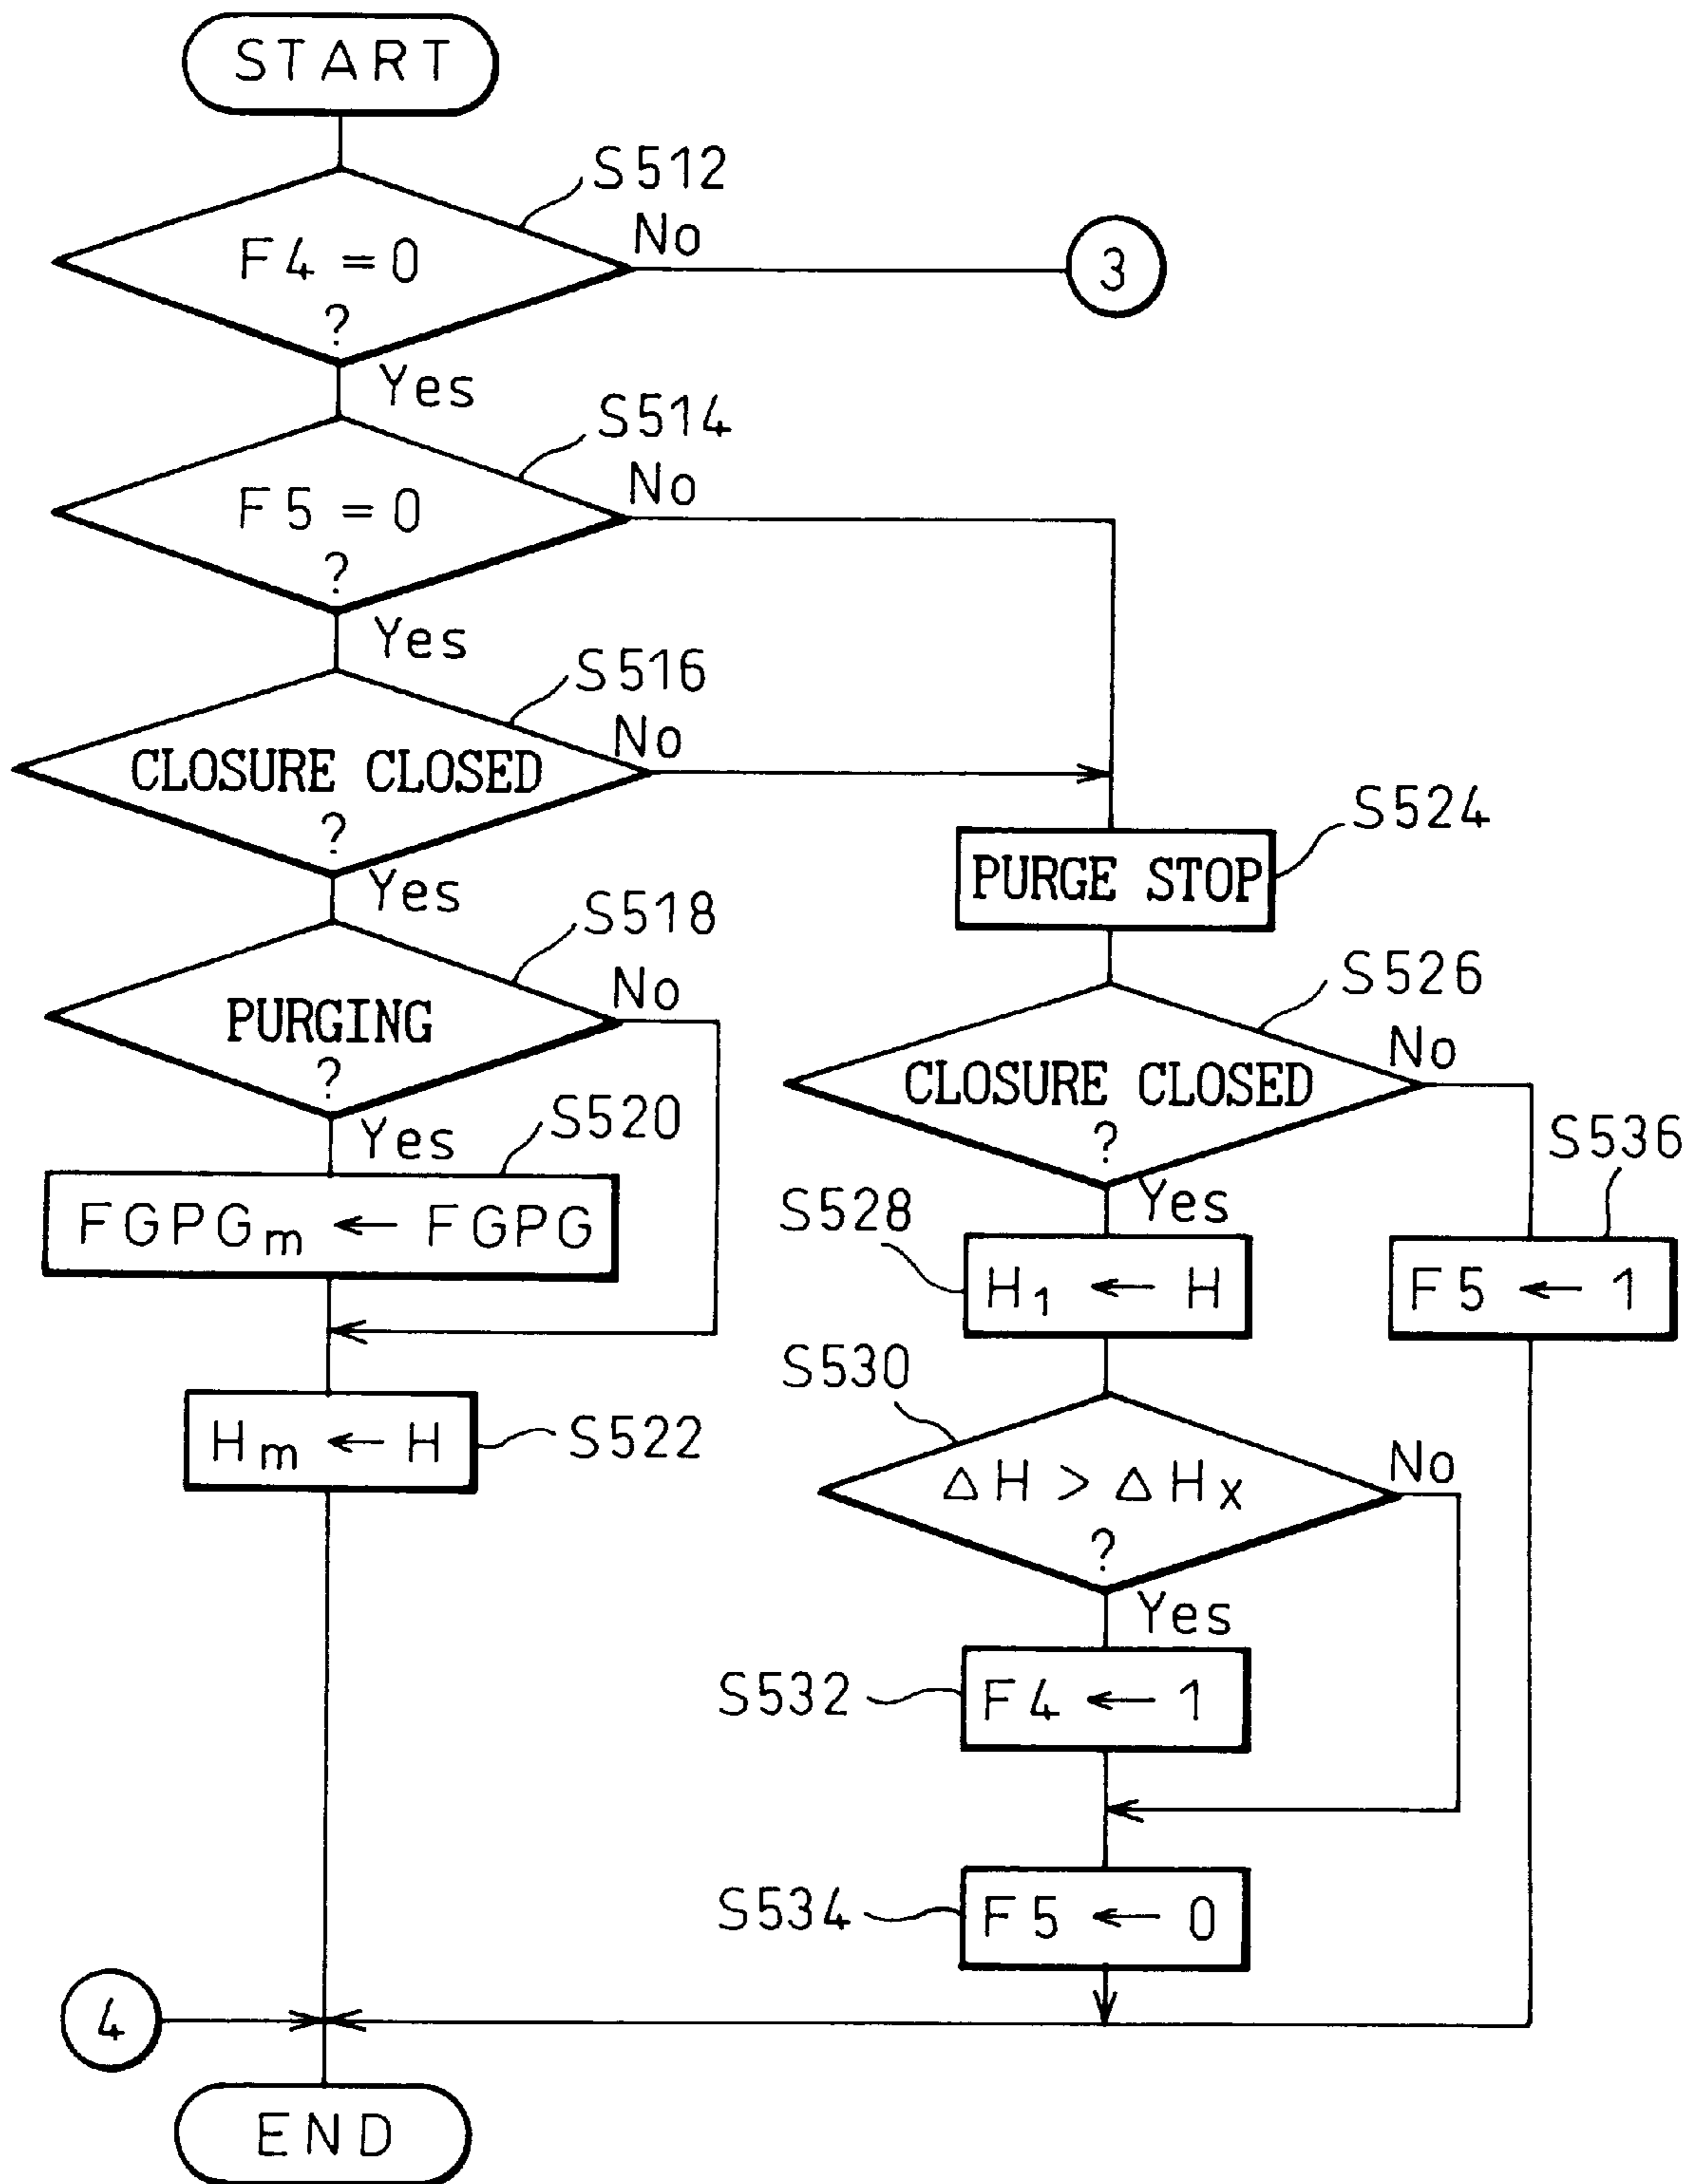 START
S512
F4=0
?
No
3
Yes
S514
F5=0
?
No
Yes
S516
CLOSURE CLOSED
?
No
Yes
S524
PURGE STOP
S518
PURGING
?
No
Yes
S526
CLOSURE CLOSED
?
No
Yes
S520
FGPGm ← FGPG
S536
F5 ← 1
S528
H1 ← H
S522
Hm ← H
S530
ΔH > ΔHx
?
No
Yes
S532
F4 ← 1
S534
F5 ← 0
4
END